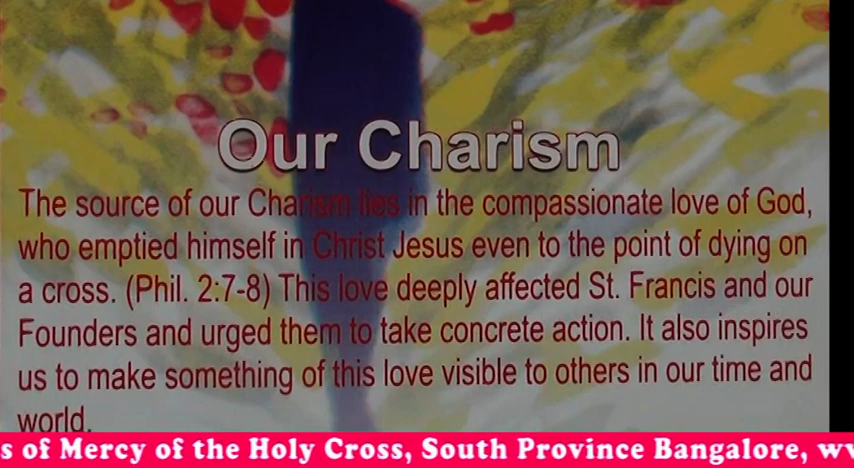 Our Charism
The source of our Charism lies in the compassionate love of God,
who emptied himself in Christ Jesus even to the point of dying on
a cross. (Phil. 2:7-8) This love deeply affected St. Francis and our
Founders and urged them to take concrete action. It also inspires
us to make something of this love visible to others in our time and
world.
s of Mercy of the Holy Cross, South Province Bangalore, wv